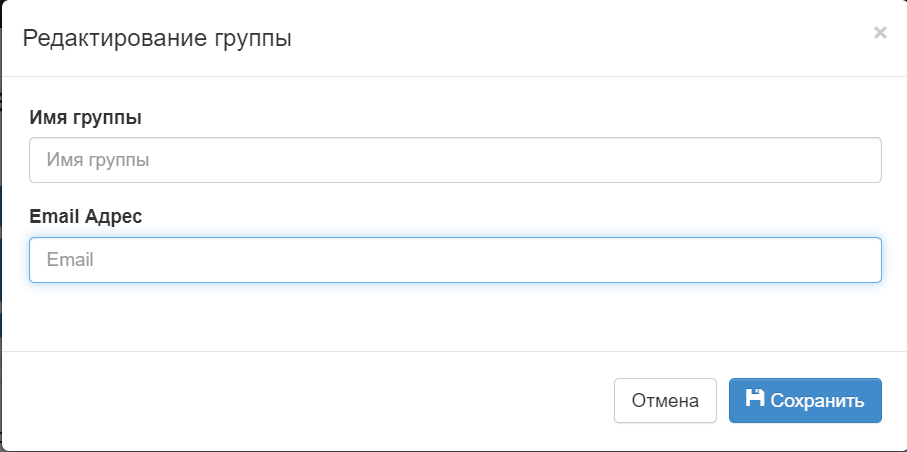 Редактирование группы
×
Имя группы
Имя группы
Email Адрес
Email
Отмена
Сохранить